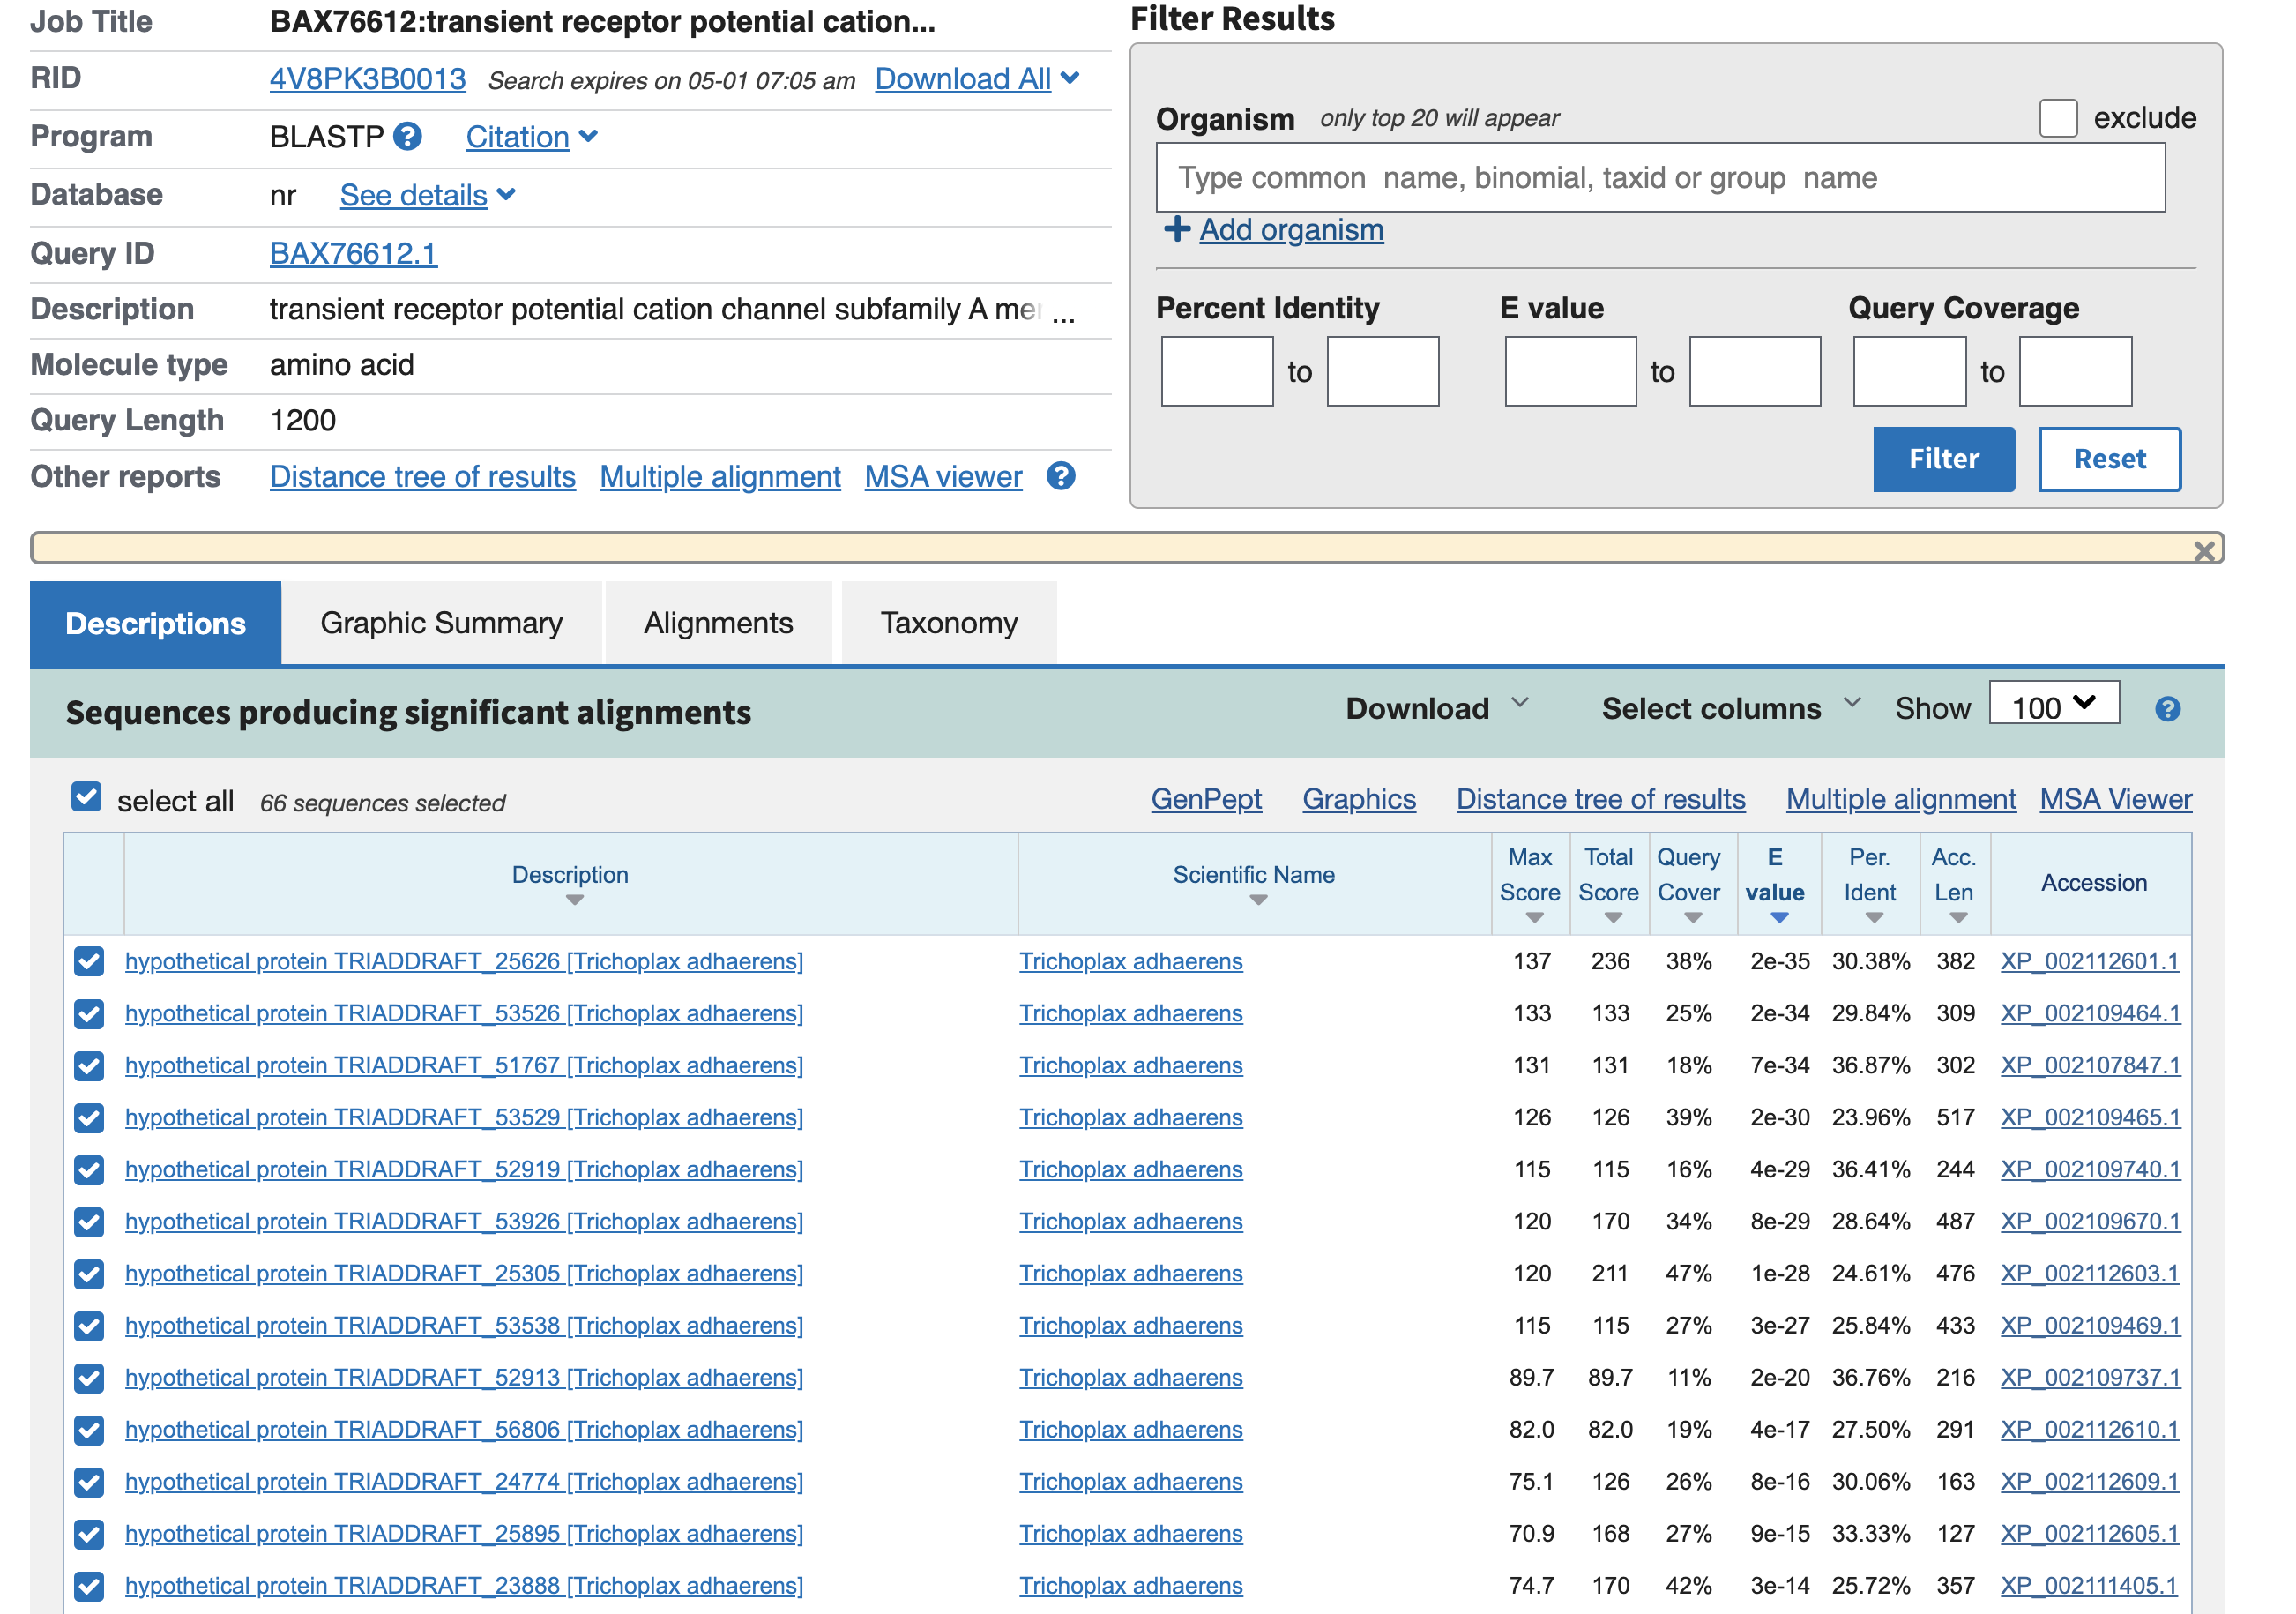 Job Title BAX76612:transient receptor potential cation...
RID 4V8PK3B0013 Search expires on 05-01 07:05 am Download All
Program BLASTP ? Citation
Database nr See details
Query ID BAX76612.1
Description transient receptor potential cation channel subfamily A me ...
Molecule type amino acid
Query Length 1200
Other reports Distance tree of results Multiple alignment MSA viewer ?
Filter Results
Organism only top 20 will appear exclude
Type common name, binomial, taxid or group name
+ Add organism
Percent Identity E value Query Coverage
to to to
Filter Reset
Descriptions Graphic Summary Alignments Taxonomy
Sequences producing significant alignments Download Select columns Show 100 ?
select all 66 sequences selected GenPept Graphics Distance tree of results Multiple alignment MSA Viewer
Description Scientific Name Max Score Total Score Query Cover E value Per. Ident Acc. Len Accession
hypothetical protein TRIADDRAFT_25626 [Trichoplax adhaerens] Trichoplax adhaerens 137 236 38% 2e-35 30.38% 382 XP_002112601.1
hypothetical protein TRIADDRAFT_53526 [Trichoplax adhaerens] Trichoplax adhaerens 133 133 25% 2e-34 29.84% 309 XP_002109464.1
hypothetical protein TRIADDRAFT_51767 [Trichoplax adhaerens] Trichoplax adhaerens 131 131 18% 7e-34 36.87% 302 XP_002107847.1
hypothetical protein TRIADDRAFT_53529 [Trichoplax adhaerens] Trichoplax adhaerens 126 126 39% 2e-30 23.96% 517 XP_002109465.1
hypothetical protein TRIADDRAFT_52919 [Trichoplax adhaerens] Trichoplax adhaerens 115 115 16% 4e-29 36.41% 244 XP_002109740.1
hypothetical protein TRIADDRAFT_53926 [Trichoplax adhaerens] Trichoplax adhaerens 120 170 34% 8e-29 28.64% 487 XP_002109670.1
hypothetical protein TRIADDRAFT_25305 [Trichoplax adhaerens] Trichoplax adhaerens 120 211 47% 1e-28 24.61% 476 XP_002112603.1
hypothetical protein TRIADDRAFT_53538 [Trichoplax adhaerens] Trichoplax adhaerens 115 115 27% 3e-27 25.84% 433 XP_002109469.1
hypothetical protein TRIADDRAFT_52913 [Trichoplax adhaerens] Trichoplax adhaerens 89.7 89.7 11% 2e-20 36.76% 216 XP_002109737.1
hypothetical protein TRIADDRAFT_56806 [Trichoplax adhaerens] Trichoplax adhaerens 82.0 82.0 19% 4e-17 27.50% 291 XP_002112610.1
hypothetical protein TRIADDRAFT_24774 [Trichoplax adhaerens] Trichoplax adhaerens 75.1 126 26% 8e-16 30.06% 163 XP_002112609.1
hypothetical protein TRIADDRAFT_25895 [Trichoplax adhaerens] Trichoplax adhaerens 70.9 168 27% 9e-15 33.33% 127 XP_002112605.1
hypothetical protein TRIADDRAFT_23888 [Trichoplax adhaerens] Trichoplax adhaerens 74.7 170 42% 3e-14 25.72% 357 XP_002111405.1